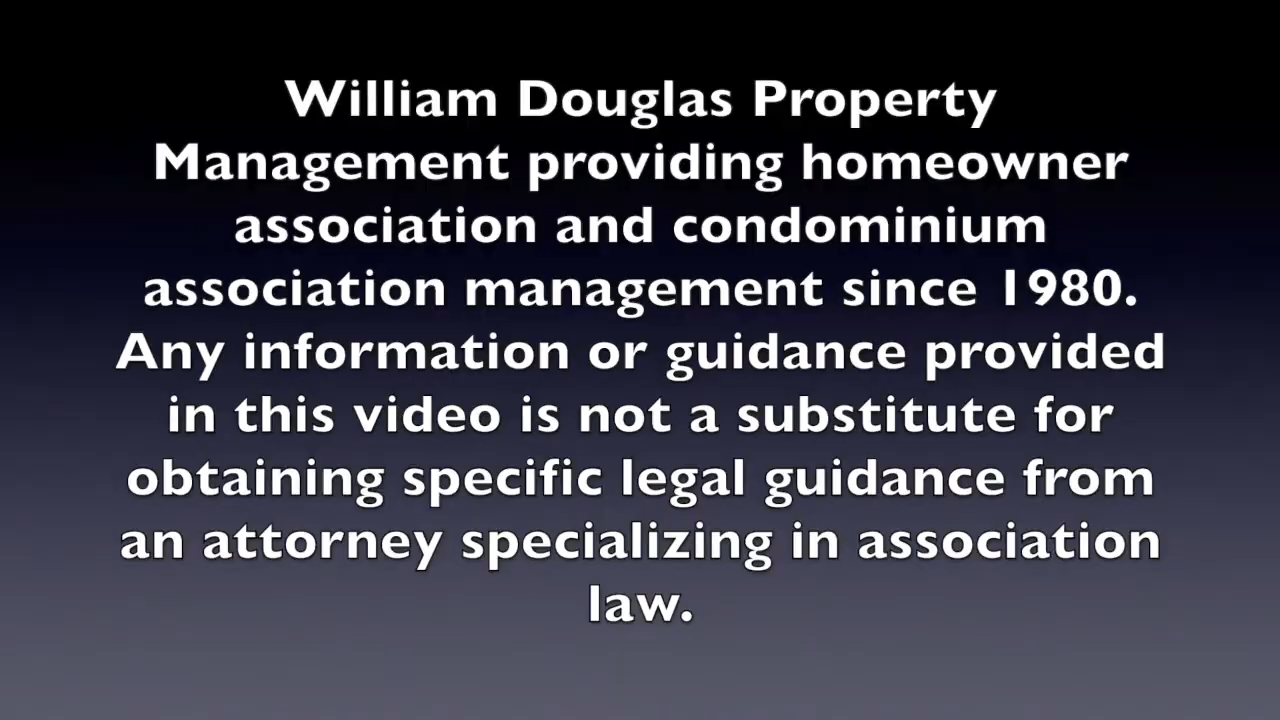 William Douglas Property
Management providing homeowner
association and condominium
association management since 1980.
Any information or guidance provided
in this video is not a substitute for
obtaining specific legal guidance from
an attorney specializing in association
law.